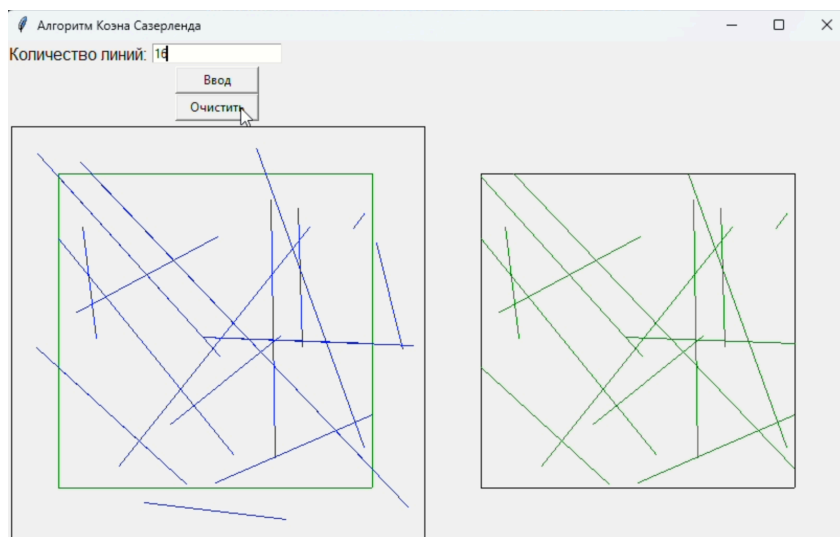 Алгоритм Коэна Сазерленда
Количество линий: 16
Ввод
Очистить